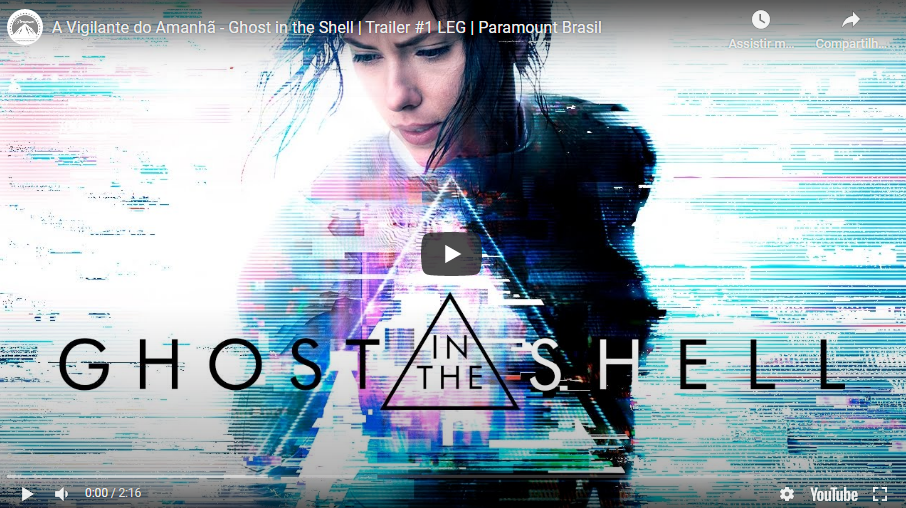 A Vigilante do Amanhã - Ghost in the Shell | Trailer #1 LEG | Paramount Brasil
Assistir m...
Compartilh...
GHOST IN THE SHELL
0:00 / 2:16
YouTube